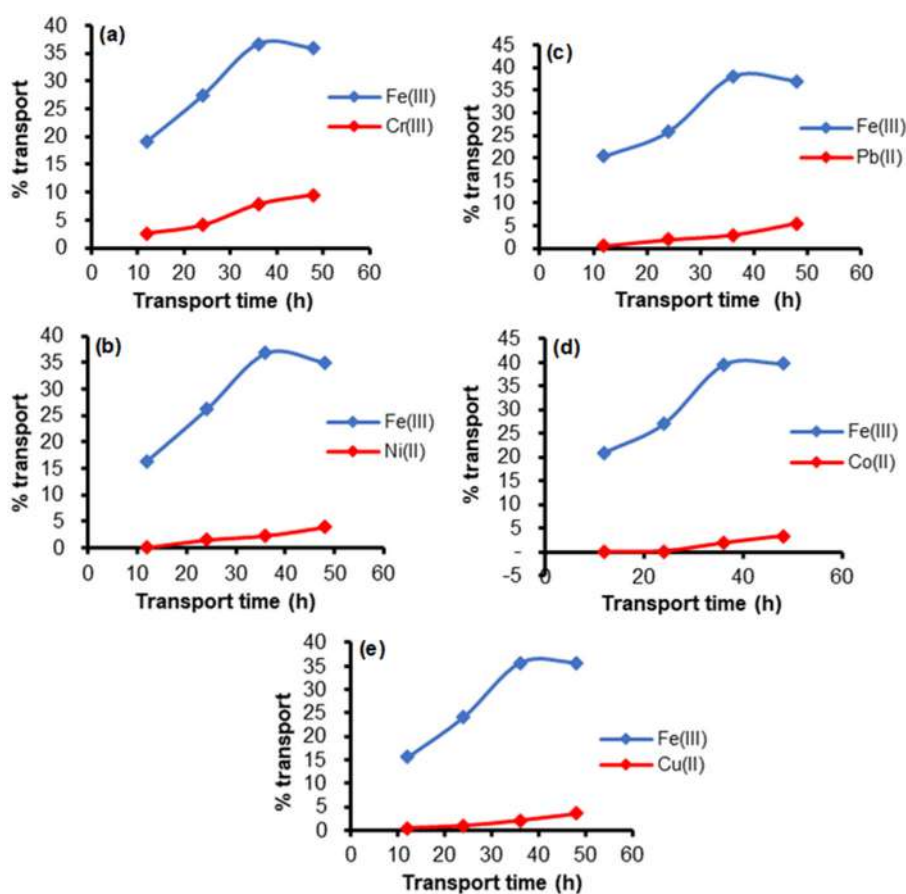 (a)
% transport
40
35
30
25
20
15
10
5
0
0 10 20 30 40 50 60
Transport time (h)
Fe(III)
Cr(III)
(c)
% transport
45
40
35
30
25
20
15
10
5
0
0 10 20 30 40 50 60
Transport time (h)
Fe(III)
Pb(II)
(b)
% transport
40
35
30
25
20
15
10
5
0
0 10 20 30 40 50 60
Transport time (h)
Fe(III)
Ni(II)
(d)
% transport
45
40
35
30
25
20
15
10
5
-
-5
0 20 40 60
Transport time (h)
Fe(III)
Co(II)
(e)
% transport
40
35
30
25
20
15
10
5
0
0 10 20 30 40 50 60
Transport time (h)
Fe(III)
Cu(II)